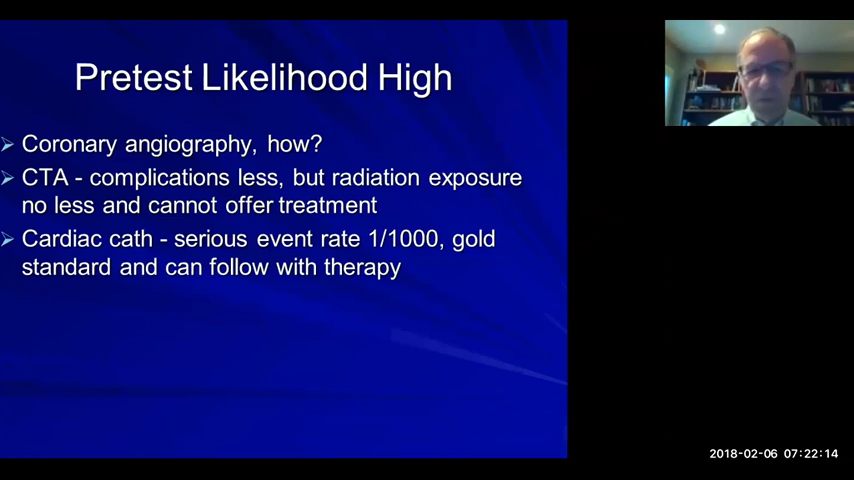 Pretest Likelihood High
Coronary angiography, how?
CTA - complications less, but radiation exposure
no less and cannot offer treatment
Cardiac cath - serious event rate 1/1000, gold
standard and can follow with therapy
2018-02-06 07:22:14